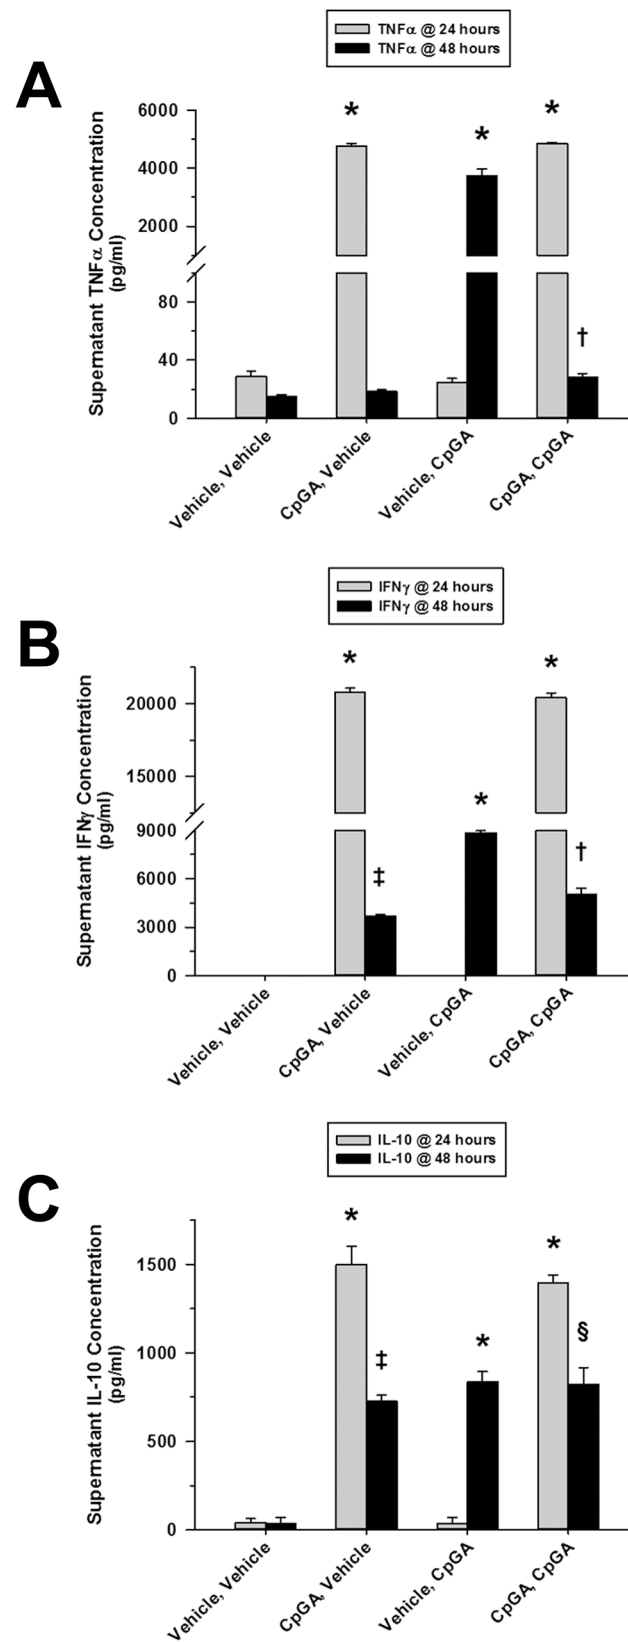 TNFα @ 24 hours
TNFα @ 48 hours
A
Supernatant TNFα Concentration
(pg/ml)
6000
4000
2000
80
40
0
*
*
*
†
Vehicle, Vehicle
CpGA, Vehicle
Vehicle, CpGA
CpGA, CpGA
IFNγ @ 24 hours
IFNγ @ 48 hours
B
Supernatant IFNγ Concentration
(pg/ml)
20000
15000
9000
6000
3000
0
*
‡
*
*
†
Vehicle, Vehicle
CpGA, Vehicle
Vehicle, CpGA
CpGA, CpGA
IL-10 @ 24 hours
IL-10 @ 48 hours
C
Supernatant IL-10 Concentration
(pg/ml)
1500
1000
500
0
*
‡
*
*
§
Vehicle, Vehicle
CpGA, Vehicle
Vehicle, CpGA
CpGA, CpGA